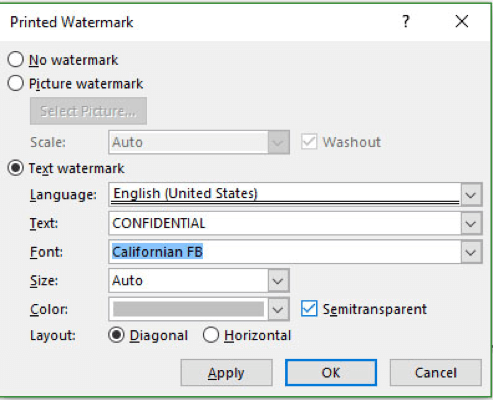 Printed Watermark ? ×
No watermark
Picture watermark
Select Picture...
Scale: Auto Washout
Text watermark
Language: English (United States)
Text: CONFIDENTIAL
Font: Californian FB
Size: Auto
Color: Semitransparent
Layout: Diagonal Horizontal
Apply OK Cancel